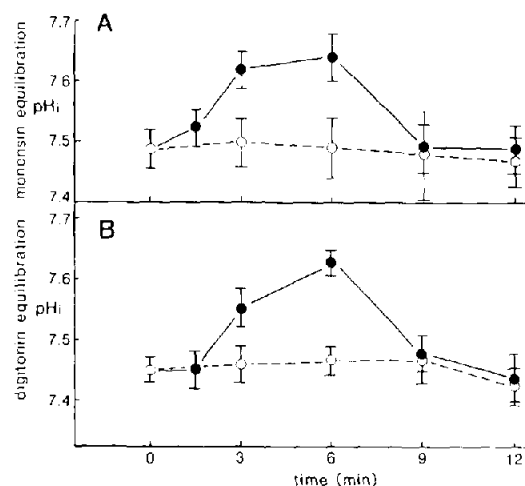 A
7.7
7.6
7.5
7.4
monensin equilibration
pHi
B
7.7
7.6
7.5
7.4
digitonin equilibration
pHi
0 3 6 9 12
time (min)